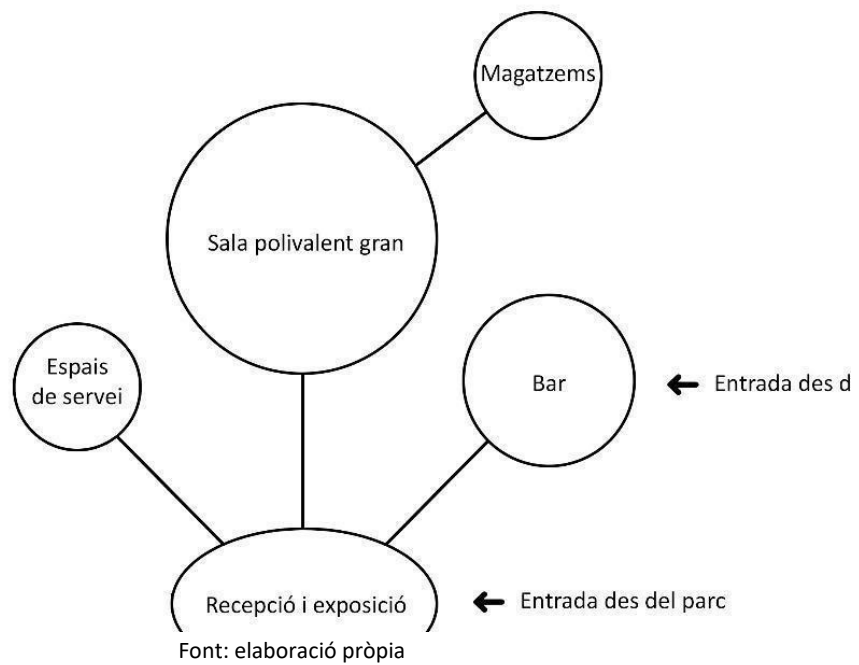 Magatzems
Sala polivalent gran
Espais
de servei
Bar
Entrada des d
Recepció i exposició
Entrada des del parc
Font: elaboració pròpia